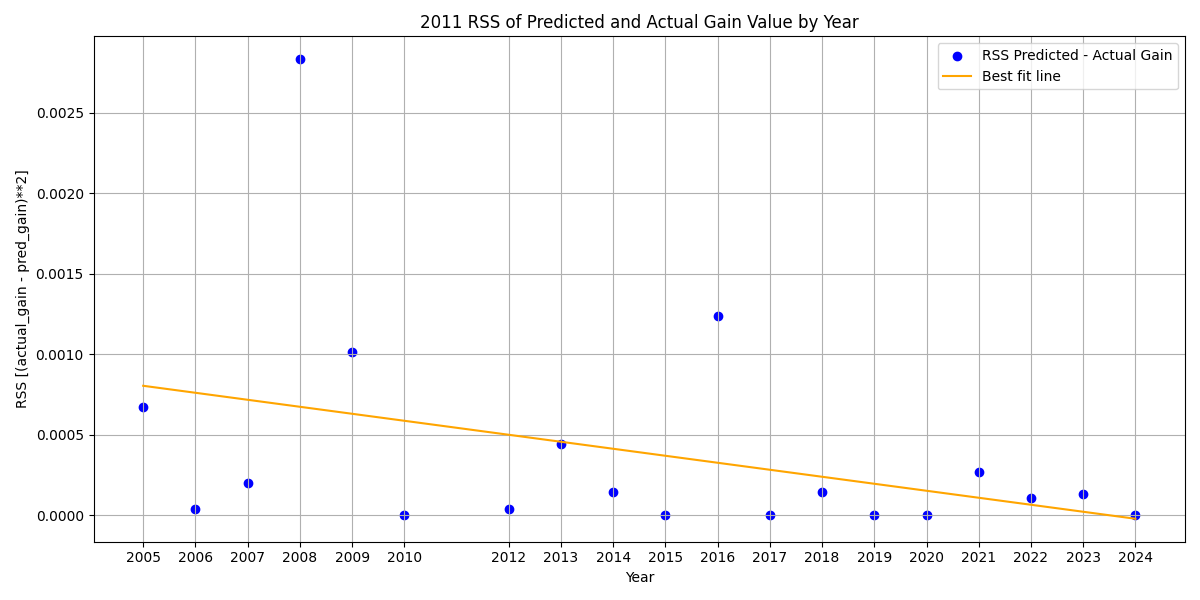 2011 RSS of Predicted and Actual Gain Value by Year
RSS Predicted - Actual Gain
Best fit line
RSS [(actual_gain - pred_gain)**2]
0.0025
0.0020
0.0015
0.0010
0.0005
0.0000
2005 2006 2007 2008 2009 2010 2012 2013 2014 2015 2016 2017 2018 2019 2020 2021 2022 2023 2024
Year